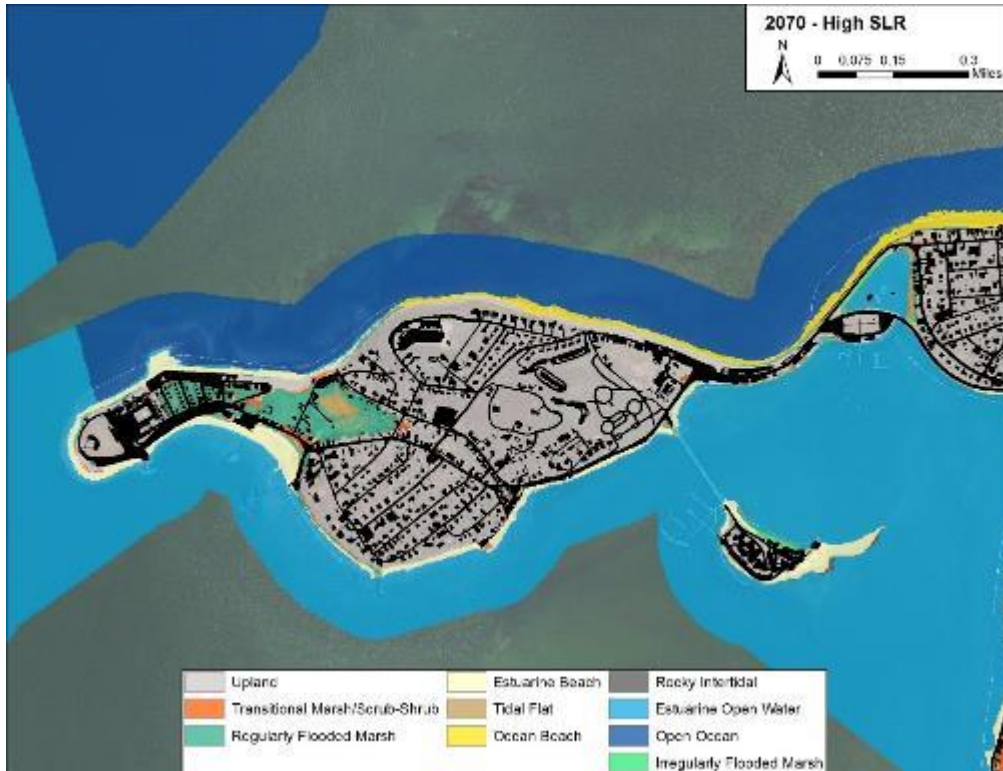 2070 - High SLR
N
0 0.075 0.15 0.3
Miles
Upland
Transitional Marsh/Scrub-Shrub
Regularly Flooded Marsh
Estuarine Beach
Tidal Flat
Ocean Beach
Rocky Intertidal
Estuarine Open Water
Open Ocean
Irregularly Flooded Marsh